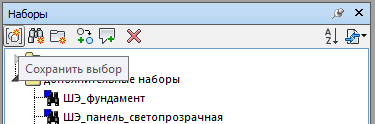 Наборы
Сохранить выбор
дополнительные наборы
ШЭ_фундамент
ШЭ_панель_светопрозрачная